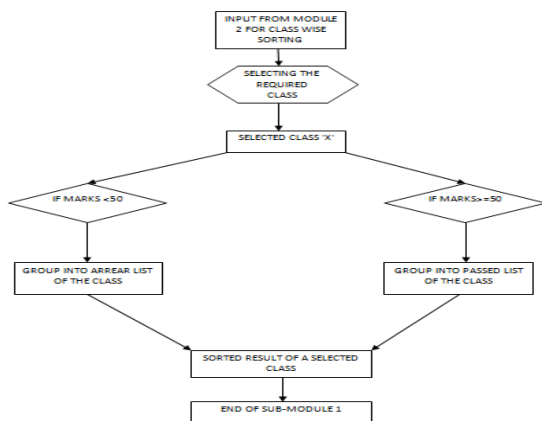 INPUT FROM MODULE
2 FOR CLASS WISE
SORTING
SELECTING THE
REQUIRED
CLASS
SELECTED CLASS 'X'
IF MARKS <50
IF MARKS>=50
GROUP INTO ARREAR LIST
OF THE CLASS
GROUP INTO PASSED LIST
OF THE CLASS
SORTED RESULT OF A SELECTED
CLASS
END OF SUB-MODULE 1